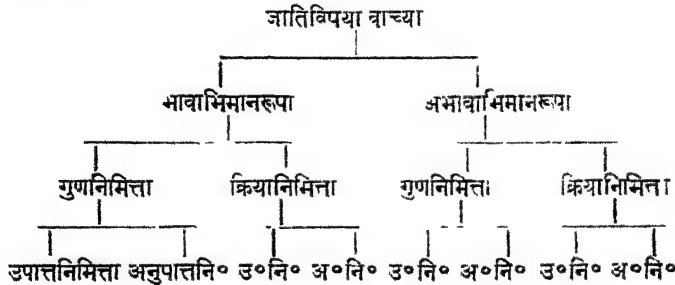 जातिविषया वाच्या
भावाभिमानरूपा अभावाभिमानरूपा
गुणनिमित्ता क्रियानिमित्ता गुणनिमित्ता क्रियानिमित्ता
उपात्तनिमित्ता अनुपात्तनि० उ०नि० अ०नि० उ०नि० अ०नि० उ०नि० अ०नि०